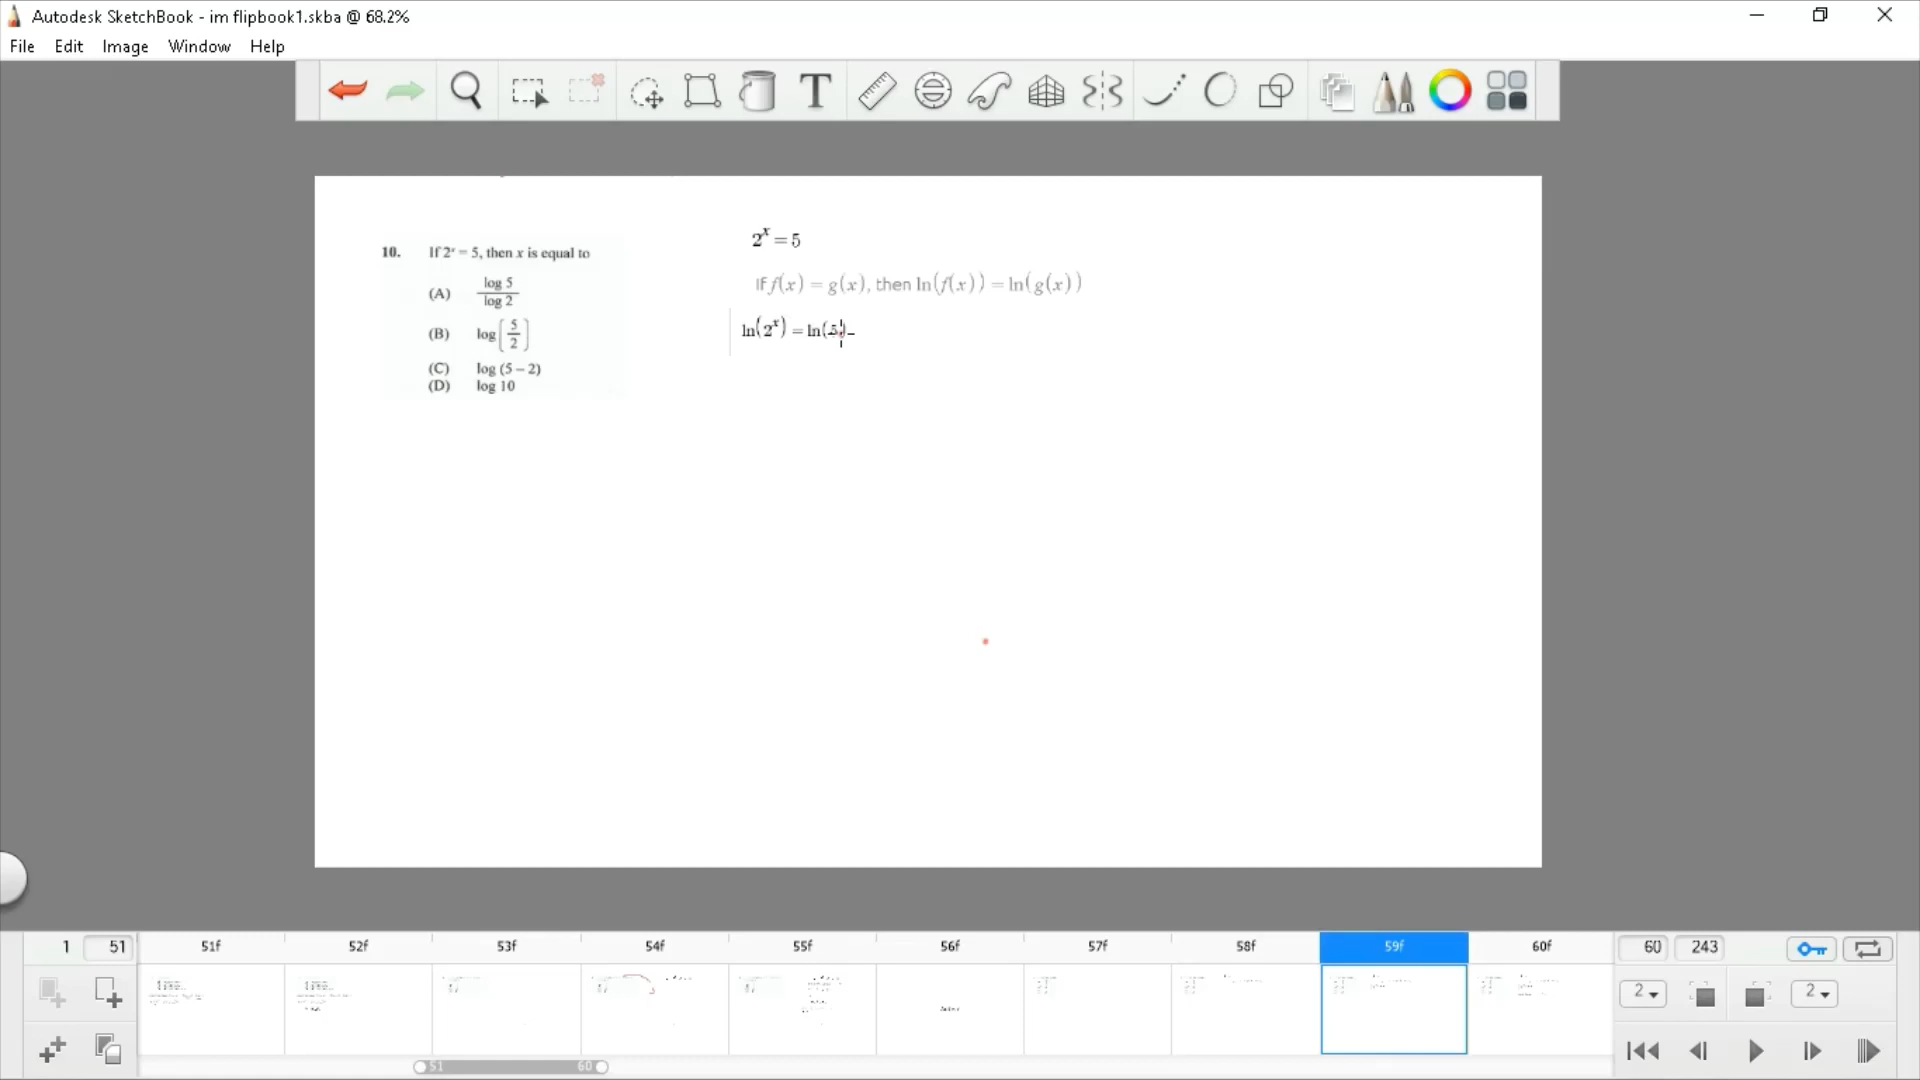 Autodesk SketchBook - im flipbook1.skba @ 68.2%
File Edit Image Window Help
10. If 2ˣ = 5, then x is equal to
(A) log 5 / log 2
(B) log [5/2]
(C) log (5 – 2)
(D) log 10
2ˣ = 5
If f(x) = g(x), then ln(f(x)) = ln(g(x))
ln(2ˣ) = ln(5)
1 51 51f 52f 53f 54f 55f 56f 57f 58f 59f 60f 60 243
2 2
51 60